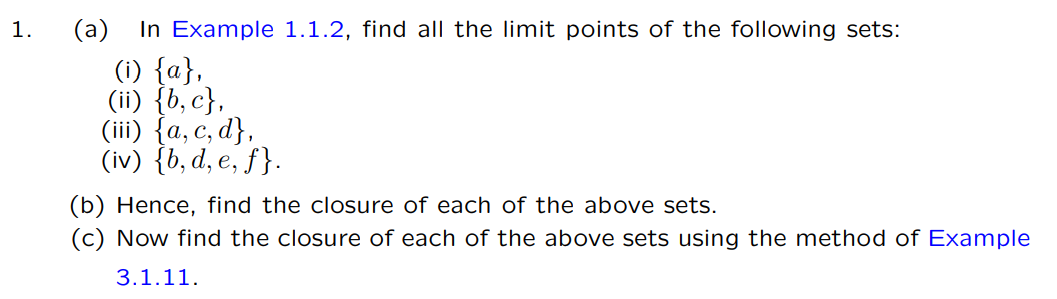 1. (a) In Example 1.1.2, find all the limit points of the following sets:
(i) {a},
(ii) {b, c},
(iii) {a, c, d},
(iv) {b, d, e, f}.
(b) Hence, find the closure of each of the above sets.
(c) Now find the closure of each of the above sets using the method of Example
3.1.11.